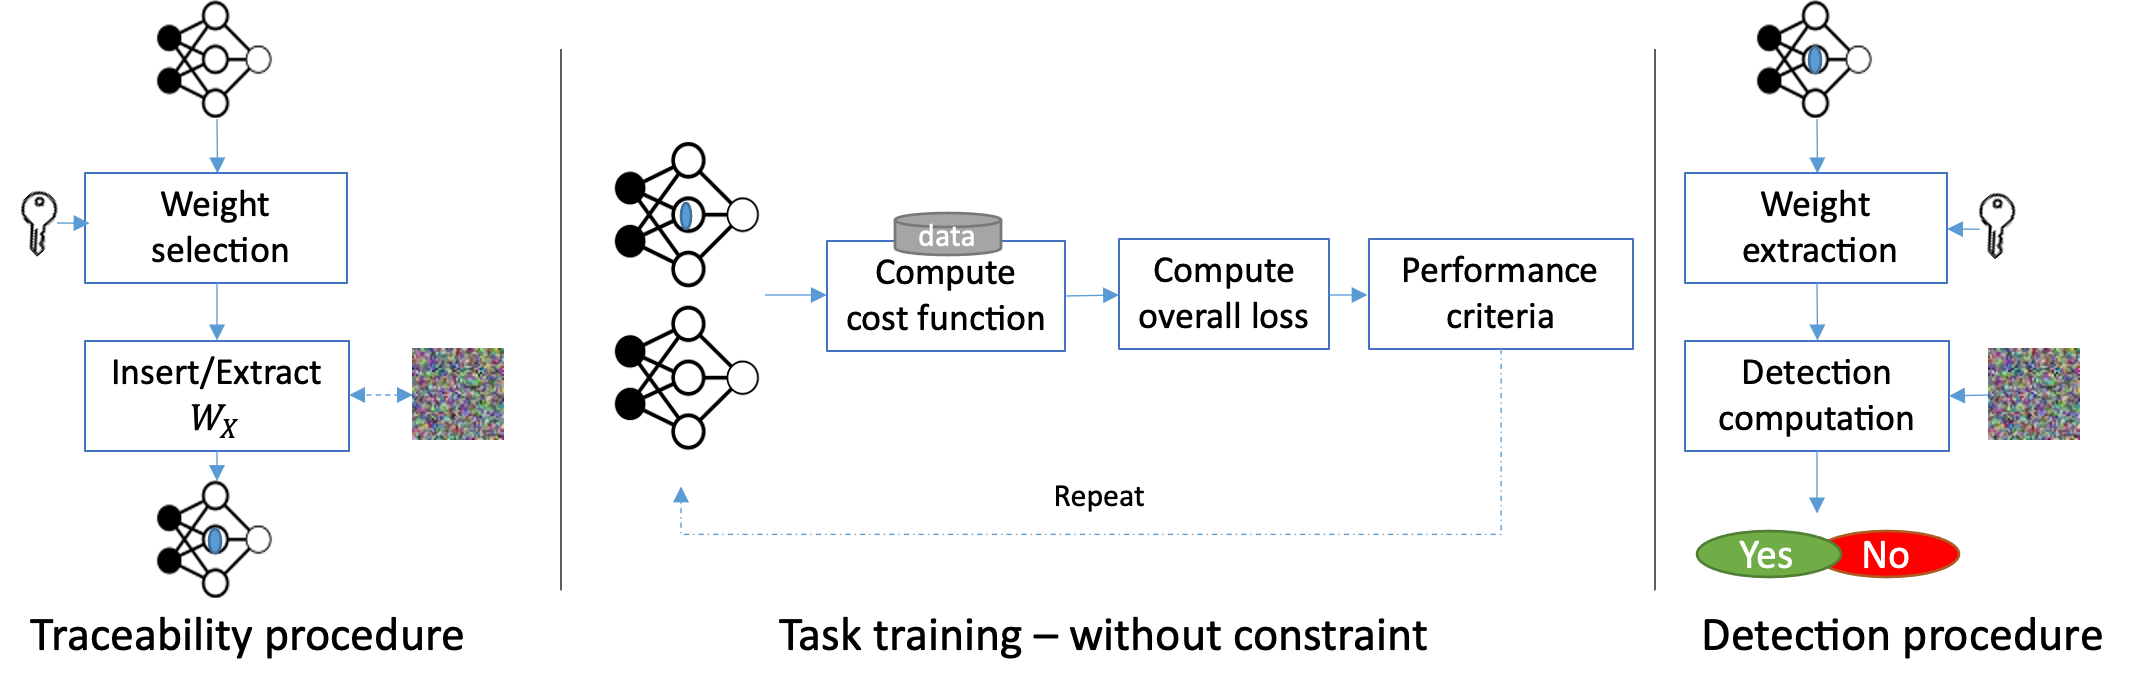 Weight
selection
Insert/Extract
W_X
Traceability procedure
data
Compute
cost function
Compute
overall loss
Performance
criteria
Repeat
Task training – without constraint
Weight
extraction
Detection
computation
Yes
No
Detection procedure